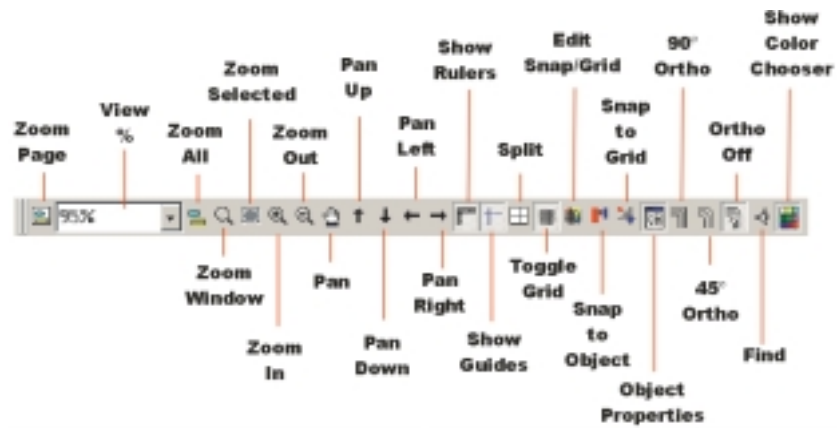 Show
Color
Chooser
Edit
Snap/Grid
90°
Ortho
Show
Rulers
Pan
Up
Zoom
Selected
View
%
Snap
to
Grid
Pan
Left
Zoom
Page
Zoom
All
Zoom
Out
Split
Ortho
Off
95%
Zoom
Window
Pan
Pan
Right
Toggle
Grid
45°
Ortho
Snap
to
Object
Zoom
In
Pan
Down
Show
Guides
Find
Object
Properties